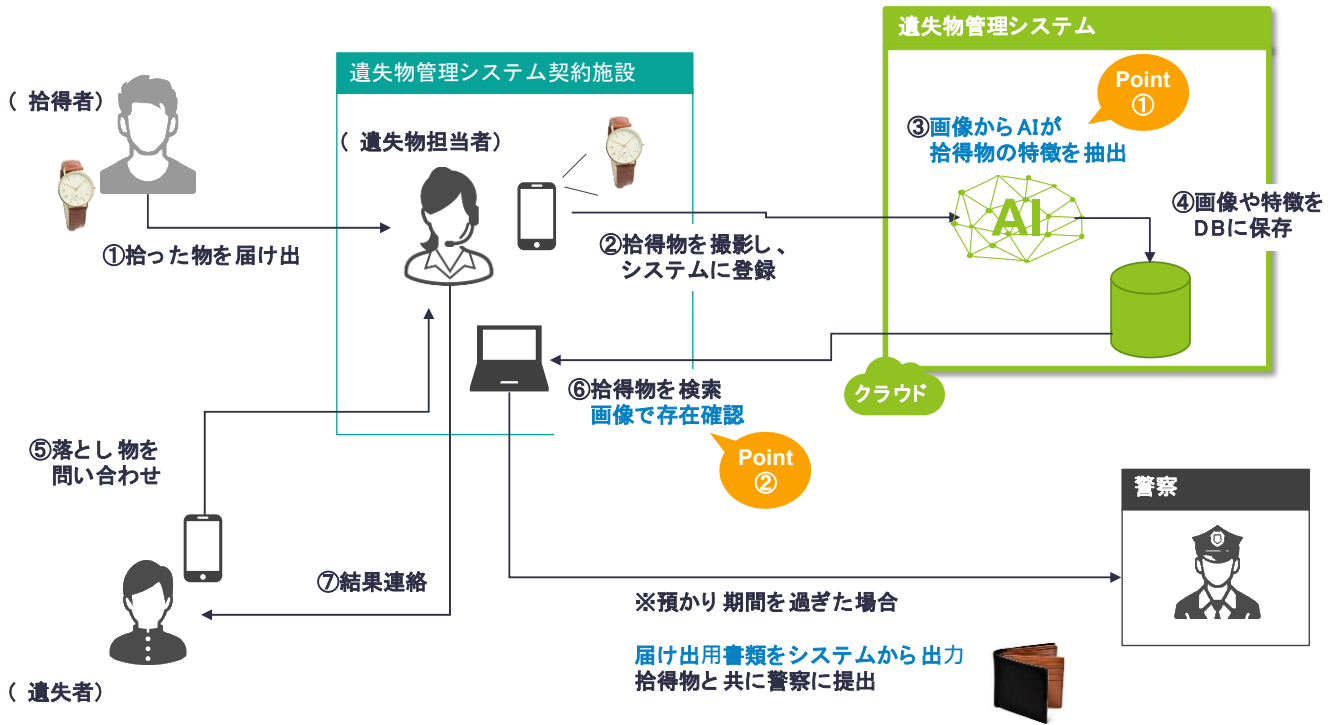 遺失物管理システム
遺失物管理システム契約施設
(拾得者)
(遺失物担当者)
Point
①
③画像からAIが
拾得物の特徴を抽出
AI
④画像や特徴を
DBに保存
①拾った物を届け出
②拾得物を撮影し、
システムに登録
クラウド
⑥拾得物を検索
画像で存在確認
Point
②
⑤落とし物を
問い合わせ
警察
⑦結果連絡
※預かり期間を過ぎた場合
届け出用書類をシステムから出力
拾得物と共に警察に提出
(遺失者)